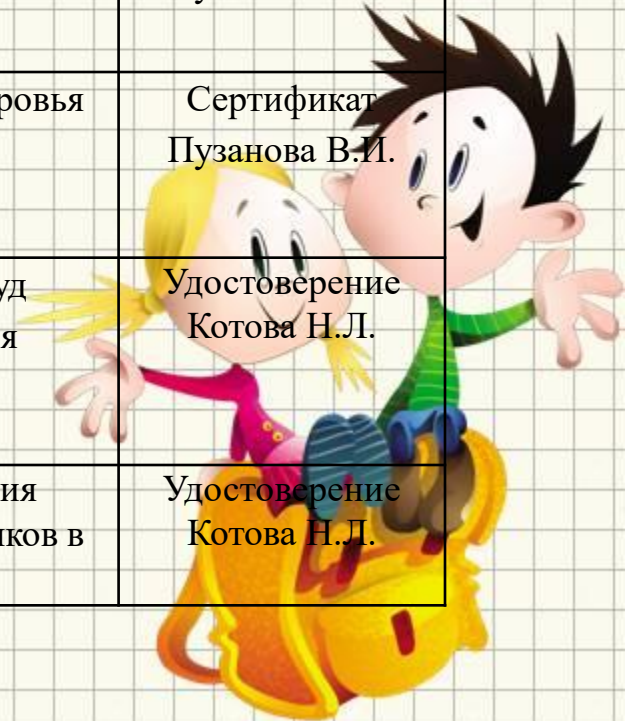 ровья
Сертификат
Пузанова В.И.
уд
я
Удостоверение
Котова Н.Л.
ия
иков в
Удостоверение
Котова Н.Л.